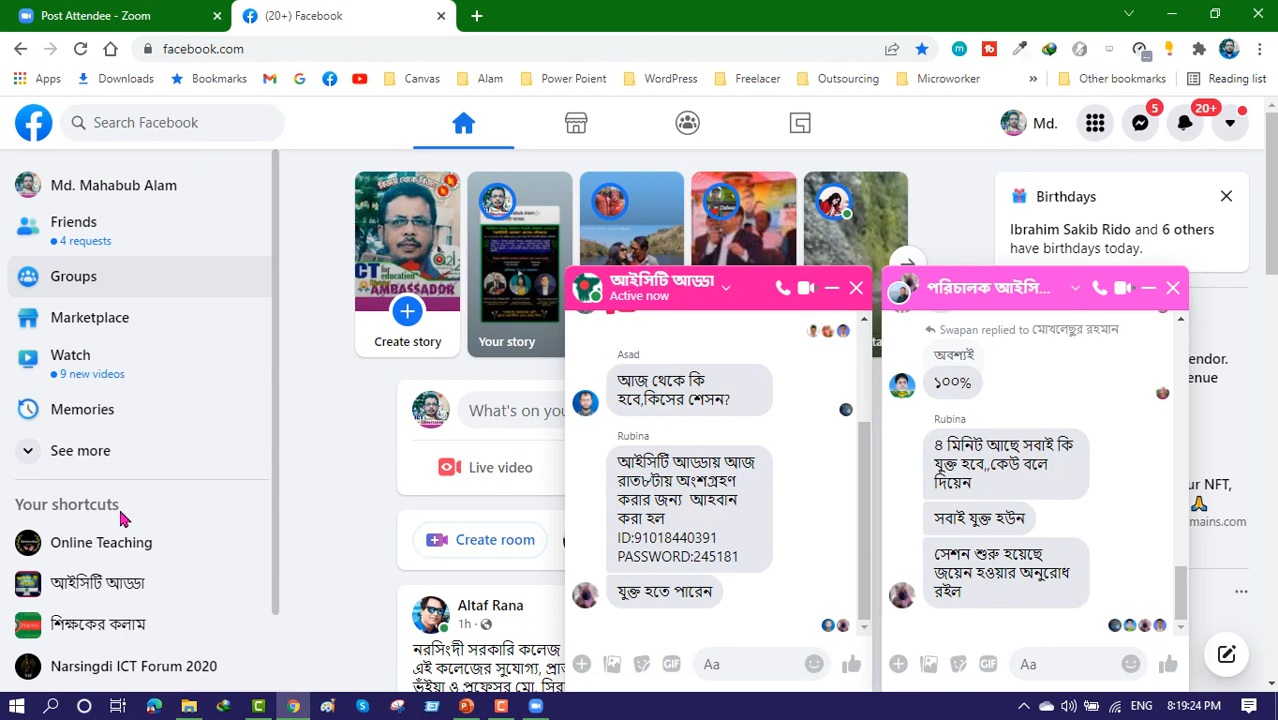 Post Attendee - Zoom
(20+) Facebook
facebook.com
Apps
Downloads
Bookmarks
Canvas
Alam
Power Poient
WordPress
Freelacer
Outsourcing
Microworker
»
Other bookmarks
Reading list
Search Facebook
Md.
5
20+
Md. Mahabub Alam
Friends
4 requests
Groups
Marketplace
Watch
9 new videos
Memories
See more
Your shortcuts
Online Teaching
আইসিটি আড্ডা
শিক্ষকের কলাম
Narsingdi ICT Forum 2020
Create story
Your story
Birthdays
Ibrahim Sakib Rido and 6 others
have birthdays today.
What's on you
Live video
Create room
Altaf Rana
1h
নরসিংদী সরকারি কলেজ
এই কলেজের সুযোগ্য, প্রা
আইসিটি আড্ডা
Active now
Asad
আজ থেকে কি
হবে,কিসের শেসন?
Rubina
আইসিটি আড্ডায় আজ
রাত৮টায় অংশগ্রহণ
করার জন্য আহবান
করা হল
ID:91018440391
PASSWORD:245181
যুক্ত হতে পারেন
GIF
Aa
পরিচালক আইসি...
Swapan replied to মোখলেছুর রহমান
অবশ্যই
১০০%
Rubina
৪ মিনিট আছে সবাই কি
যুক্ত হবে,,কেউ বলে
দিয়েন
সবাই যুক্ত হউন
সেশন শুরু হয়েছে
জয়েন হওয়ার অনুরোধ
রইল
GIF
Aa
endor.
enue
ur NFT,
mains.com
ENG
8:19:24 PM